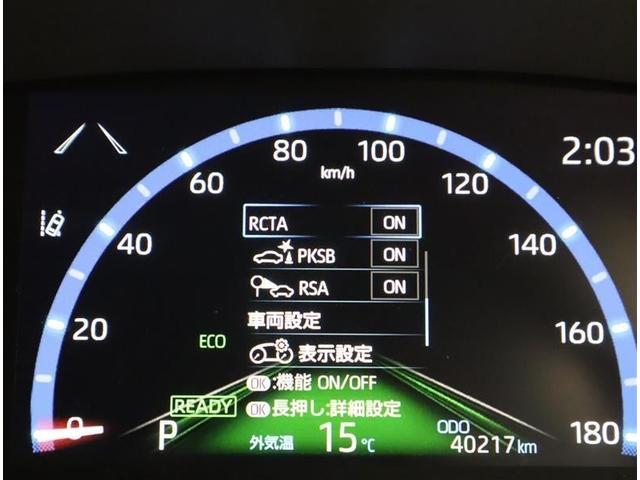 80
100
km/h
2:03
60
120
RCTA ON
PKSB ON
RSA ON
40
140
車両設定
20
160
ECO
表示設定
OK:機能 ON/OFF
READY
OK長押し:詳細設定
0
P
外気温 15℃
ODO
40217km
180